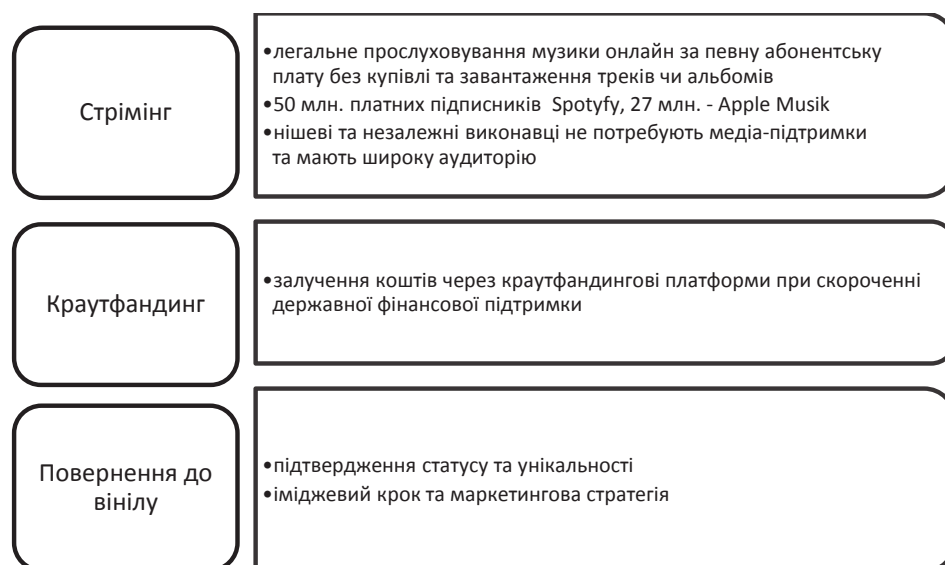 Стрімінг
•легальне прослуховування музики онлайн за певну абонентську
плату без купівлі та завантаження треків чи альбомів
•50 млн. платних підписників  Spotyfy, 27 млн. - Apple Musik
•нішеві та незалежні виконавці не потребують медіа-підтримки
та мають широку аудиторію
Краутфандинг
•залучення коштів через краутфандингові платформи при скороченні
державної фінансової підтримки
Повернення до
вінілу
•підтвердження статусу та унікальності
•іміджевий крок та маркетингова стратегія